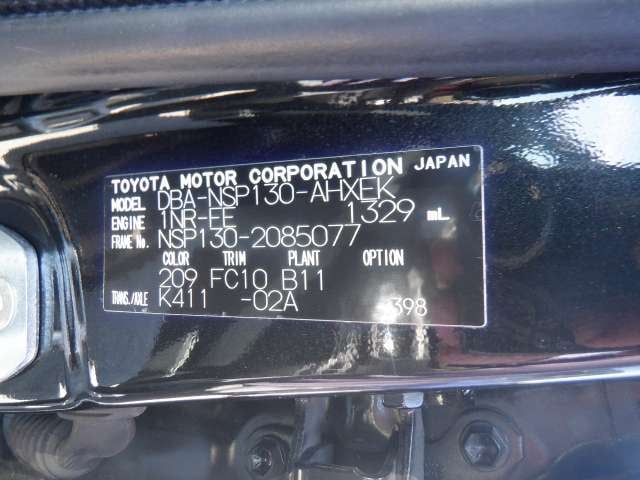 TOYOTA MOTOR CORPORATION JAPAN
MODEL DBA-NSP130-AHXEK
ENGINE 1NR-FE 1329 mL
FRAME No. NSP130-2085077
COLOR TRIM PLANT OPTION
209 FC10 B11
TRANS./AXLE K411 -02A
398